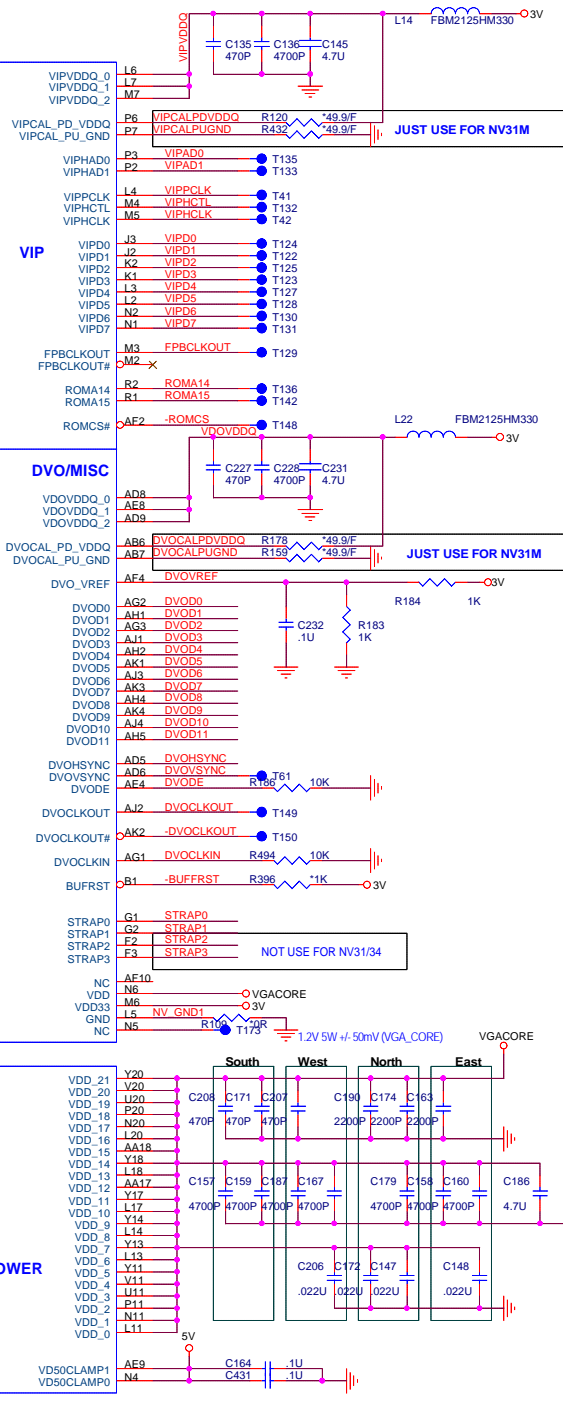 VIPVDDQ
L14 FBM2125HM330 3V
C135 C136 C145
470P 4700P 4.7U
VIPVDDQ_0 L6
VIPVDDQ_1 L7
VIPVDDQ_2 M7
VIPCAL_PD_VDDQ P6 VIPCALPDVDDQ R120 *49.9/F
VIPCAL_PU_GND P7 VIPCALPUGND R432 *49.9/F
JUST USE FOR NV31M
VIPHAD0 P3 VIPAD0 T135
VIPHAD1 P2 VIPAD1 T133
VIPPCLK L4 VIPPCLK T41
VIPHCTL M4 VIPHCTL T132
VIPHCLK M5 VIPHCLK T42
VIP
VIPD0 J3 VIPD0 T124
VIPD1 J2 VIPD1 T122
VIPD2 K2 VIPD2 T125
VIPD3 K1 VIPD3 T123
VIPD4 L3 VIPD4 T127
VIPD5 L2 VIPD5 T128
VIPD6 N2 VIPD6 T130
VIPD7 N1 VIPD7 T131
FPBCLKOUT M3 FPBCLKOUT T129
FPBCLKOUT# M2
ROMA14 R2 ROMA14 T136
ROMA15 R1 ROMA15 T142
ROMCS# AF2 -ROMCS T148
VDOVDDQ
L22 FBM2125HM330 3V
DVO/MISC
C227 C228 C231
470P 4700P 4.7U
VDOVDDQ_0 AD8
VDOVDDQ_1 AE8
VDOVDDQ_2 AD9
DVOCAL_PD_VDDQ AB6 DVOCALPDVDDQ R178 *49.9/F
DVOCAL_PU_GND AB7 DVOCALPUGND R159 *49.9/F
JUST USE FOR NV31M
DVO_VREF AF4 DVOVREF 3V
R184 1K
C232 .1U
R183 1K
DVOD0 AG2 DVOD0
DVOD1 AH1 DVOD1
DVOD2 AG3 DVOD2
DVOD3 AJ1 DVOD3
DVOD4 AH2 DVOD4
DVOD5 AK1 DVOD5
DVOD6 AJ3 DVOD6
DVOD7 AK3 DVOD7
DVOD8 AH4 DVOD8
DVOD9 AK4 DVOD9
DVOD10 AJ4 DVOD10
DVOD11 AH5 DVOD11
DVOHSYNC AD5 DVOHSYNC
DVOVSYNC AD6 DVOVSYNC T61
DVODE AE4 DVODE R186 10K
DVOCLKOUT AJ2 DVOCLKOUT T149
DVOCLKOUT# AK2 -DVOCLKOUT T150
DVOCLKIN AG1 DVOCLKIN R494 10K
BUFRST B1 -BUFFRST R396 *1K 3V
STRAP0 G1 STRAP0
STRAP1 G2 STRAP1
STRAP2 F2 STRAP2
STRAP3 F3 STRAP3
NOT USE FOR NV31/34
NC AF10
VDD N6 VGACORE
VDD33 M6 3V
GND L5 NV_GND1 R109 *0R
NC N5 T173
1.2V 5W +/- 50mV (VGA_CORE)
VGACORE
South West North East
VDD_21 Y20
VDD_20 V20
VDD_19 U20
VDD_18 P20
VDD_17 N20
VDD_16 L20
VDD_15 AA18
VDD_14 Y18
VDD_13 L18
VDD_12 AA17
VDD_11 Y17
VDD_10 L17
VDD_9 Y14
VDD_8 L14
VDD_7 Y13
VDD_6 L13
VDD_5 Y11
VDD_4 V11
VDD_3 U11
VDD_2 P11
VDD_1 N11
VDD_0 L11
C208 C171 C207 C190 C174 C163
470P 470P 470P 2200P 2200P 2200P
C157 C159 C187 C167 C179 C158 C160 C186
4700P 4700P 4700P 4700P 4700P 4700P 4700P 4.7U
C206 C172 C147 C148
.022U .022U .022U .022U
OWER
5V
VD50CLAMP1 AE9 C164 .1U
VD50CLAMP0 N4 C431 .1U